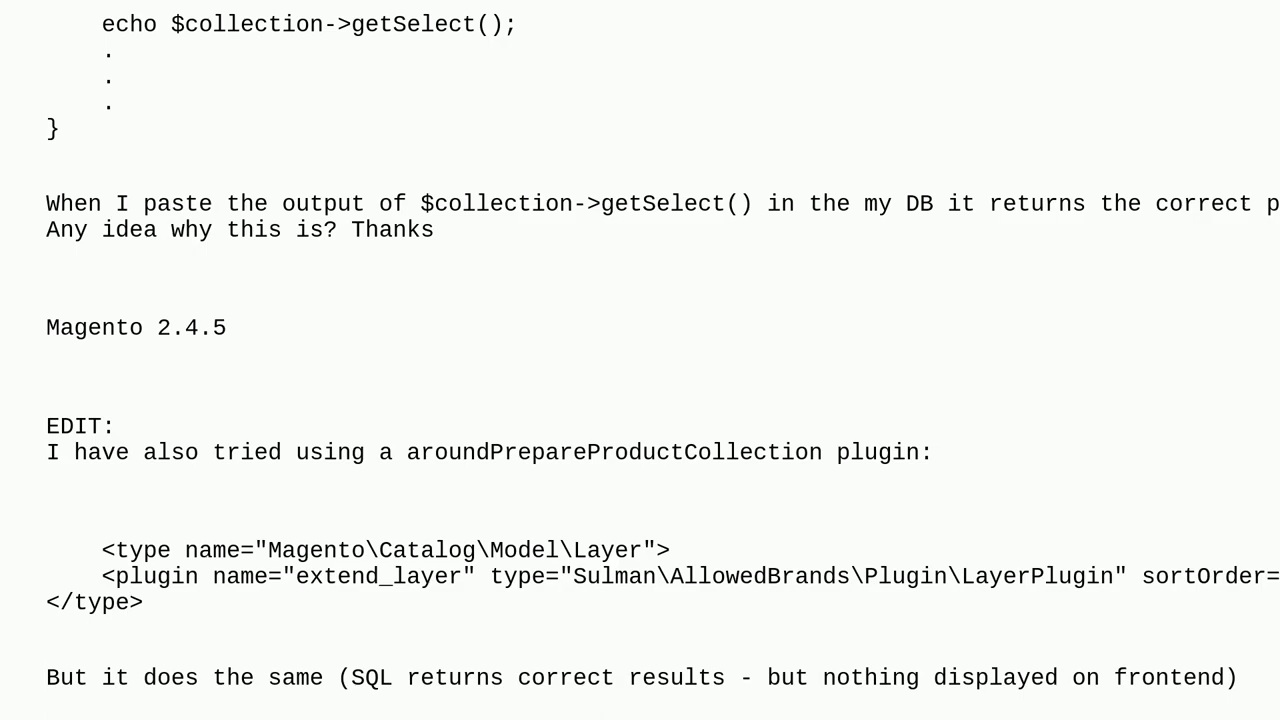 echo $collection->getSelect();
.
.
.
}
When I paste the output of $collection->getSelect() in the my DB it returns the correct p
Any idea why this is? Thanks
Magento 2.4.5
EDIT:
I have also tried using a aroundPrepareProductCollection plugin:
<type name="Magento\Catalog\Model\Layer">
<plugin name="extend_layer" type="Sulman\AllowedBrands\Plugin\LayerPlugin" sortOrder=
</type>
But it does the same (SQL returns correct results - but nothing displayed on frontend)